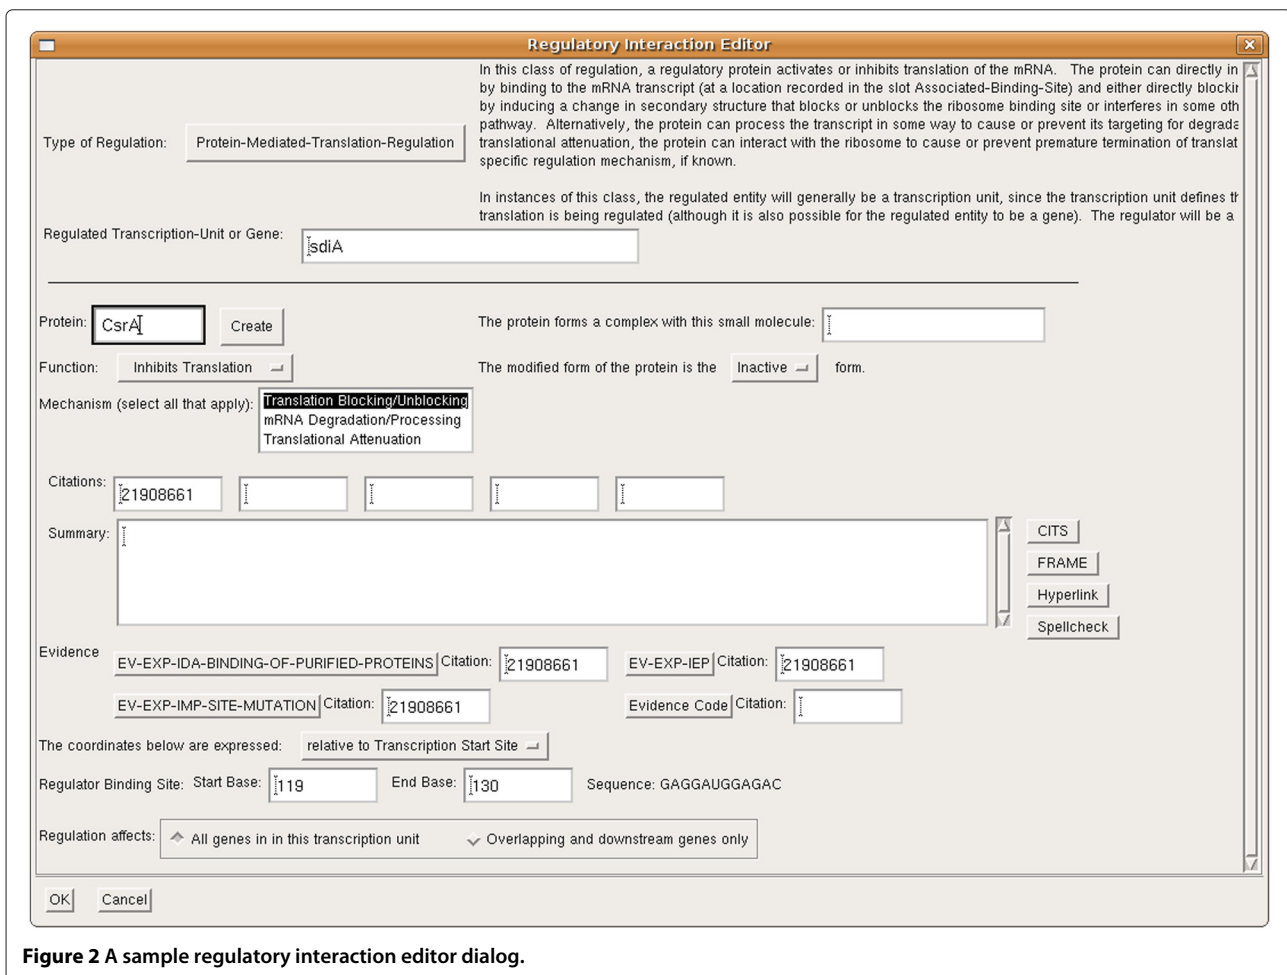 Regulatory Interaction Editor
In this class of regulation, a regulatory protein activates or inhibits translation of the mRNA. The protein can directly in
by binding to the mRNA transcript (at a location recorded in the slot Associated-Binding-Site) and either directly blockir
by inducing a change in secondary structure that blocks or unblocks the ribosome binding site or interferes in some oth
pathway. Alternatively, the protein can process the transcript in some way to cause or prevent its targeting for degrada
translational attenuation, the protein can interact with the ribosome to cause or prevent premature termination of translat
specific regulation mechanism, if known.
Type of Regulation: Protein-Mediated-Translation-Regulation
In instances of this class, the regulated entity will generally be a transcription unit, since the transcription unit defines th
translation is being regulated (although it is also possible for the regulated entity to be a gene). The regulator will be a
Regulated Transcription-Unit or Gene: sdiA
Protein: CsrA Create The protein forms a complex with this small molecule:
Function: Inhibits Translation The modified form of the protein is the Inactive form.
Mechanism (select all that apply): Translation Blocking/Unblocking
mRNA Degradation/Processing
Translational Attenuation
Citations: 21908661
Summary:
CITS
FRAME
Hyperlink
Spellcheck
Evidence EV-EXP-IDA-BINDING-OF-PURIFIED-PROTEINS Citation: 21908661 EV-EXP-IEP Citation: 21908661
EV-EXP-IMP-SITE-MUTATION Citation: 21908661 Evidence Code Citation:
The coordinates below are expressed: relative to Transcription Start Site
Regulator Binding Site: Start Base: 119 End Base: 130 Sequence: GAGGAUGGAGAC
Regulation affects: All genes in in this transcription unit Overlapping and downstream genes only
OK Cancel
Figure 2 A sample regulatory interaction editor dialog.